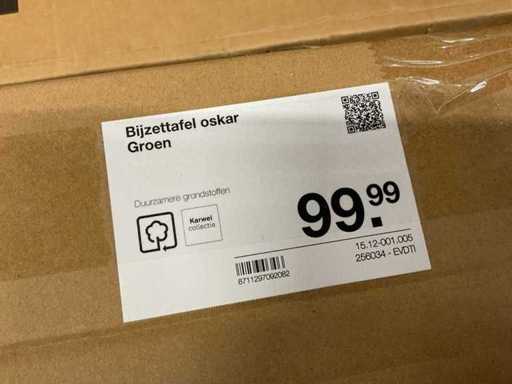 Bijzettafel oskar
Groen
Duurzamere grondstoffen
Karwei
collectie
99.99
15.12-001.005
256034 - EVDTI
8711297092082